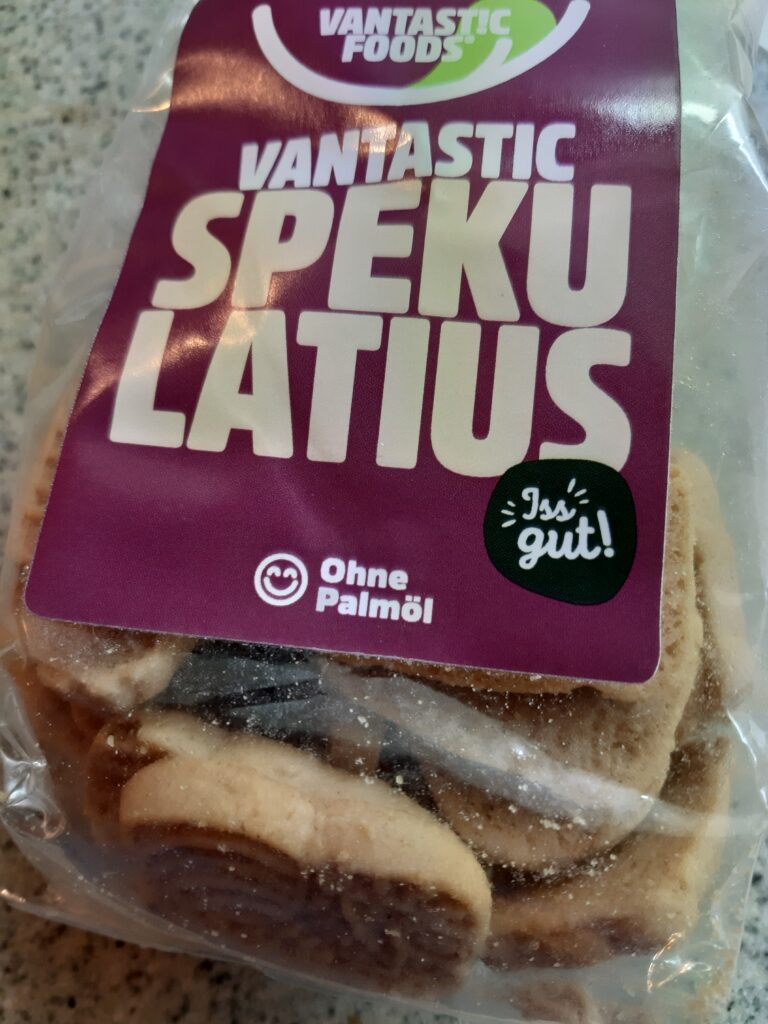 VANTASTIC
FOODS®
VANTASTIC
SPEKU
LATIUS
Iss
gut!
Ohne
Palmöl